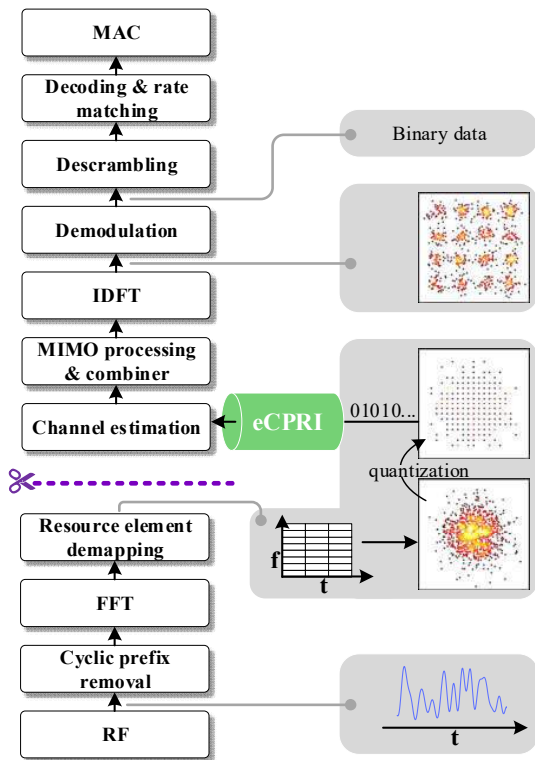 MAC
Decoding & rate
matching
Descrambling
Binary data
Demodulation
IDFT
MIMO processing
& combiner
Channel estimation
eCPRI
01010...
quantization
Resource element
demapping
f
t
FFT
Cyclic prefix
removal
RF
t